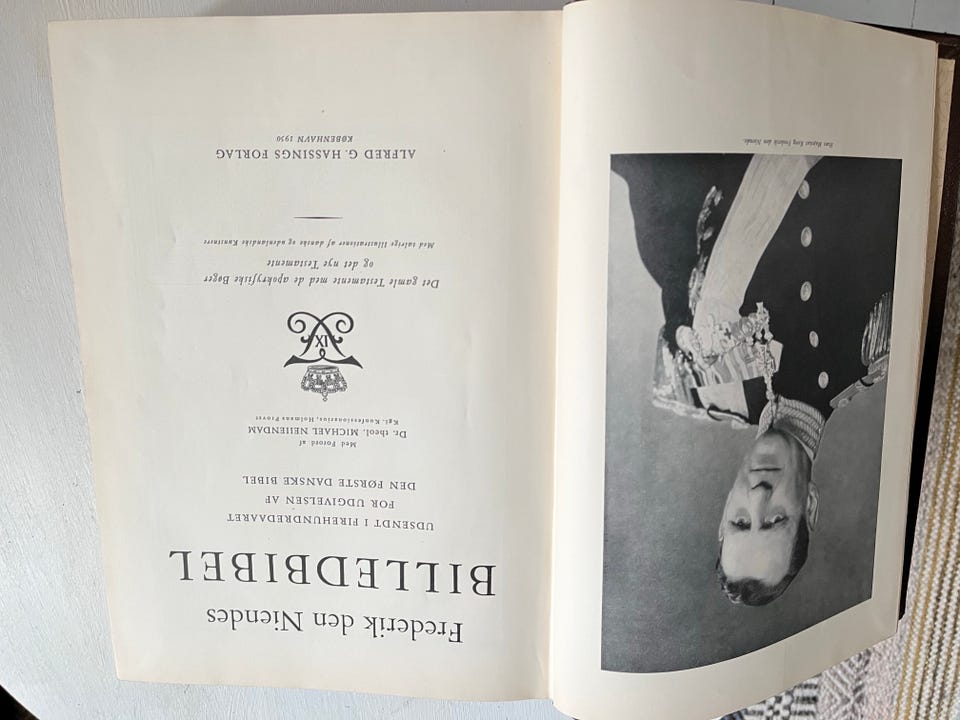 Frederik den Niendes
BILLEDBIBEL
UDSENDT I FIREHUNDREDAARET
FOR UDGIVELSEN AF
DEN FØRSTE DANSKE BIBEL
Med Forord af
Dr. theol. MICHAEL NEIIENDAM
Kgl. Konfessionarius, Holmens Provst
IX
Det gamle Testamente med de apokryfiske Bøger
og det nye Testamente
Med talrige Illustrationer af danske og udenlandske Kunstnere
ALFRED G. HASSINGS FORLAG
KØBENHAVN 1950
Hans Majestæt Kong Frederik den Niende.